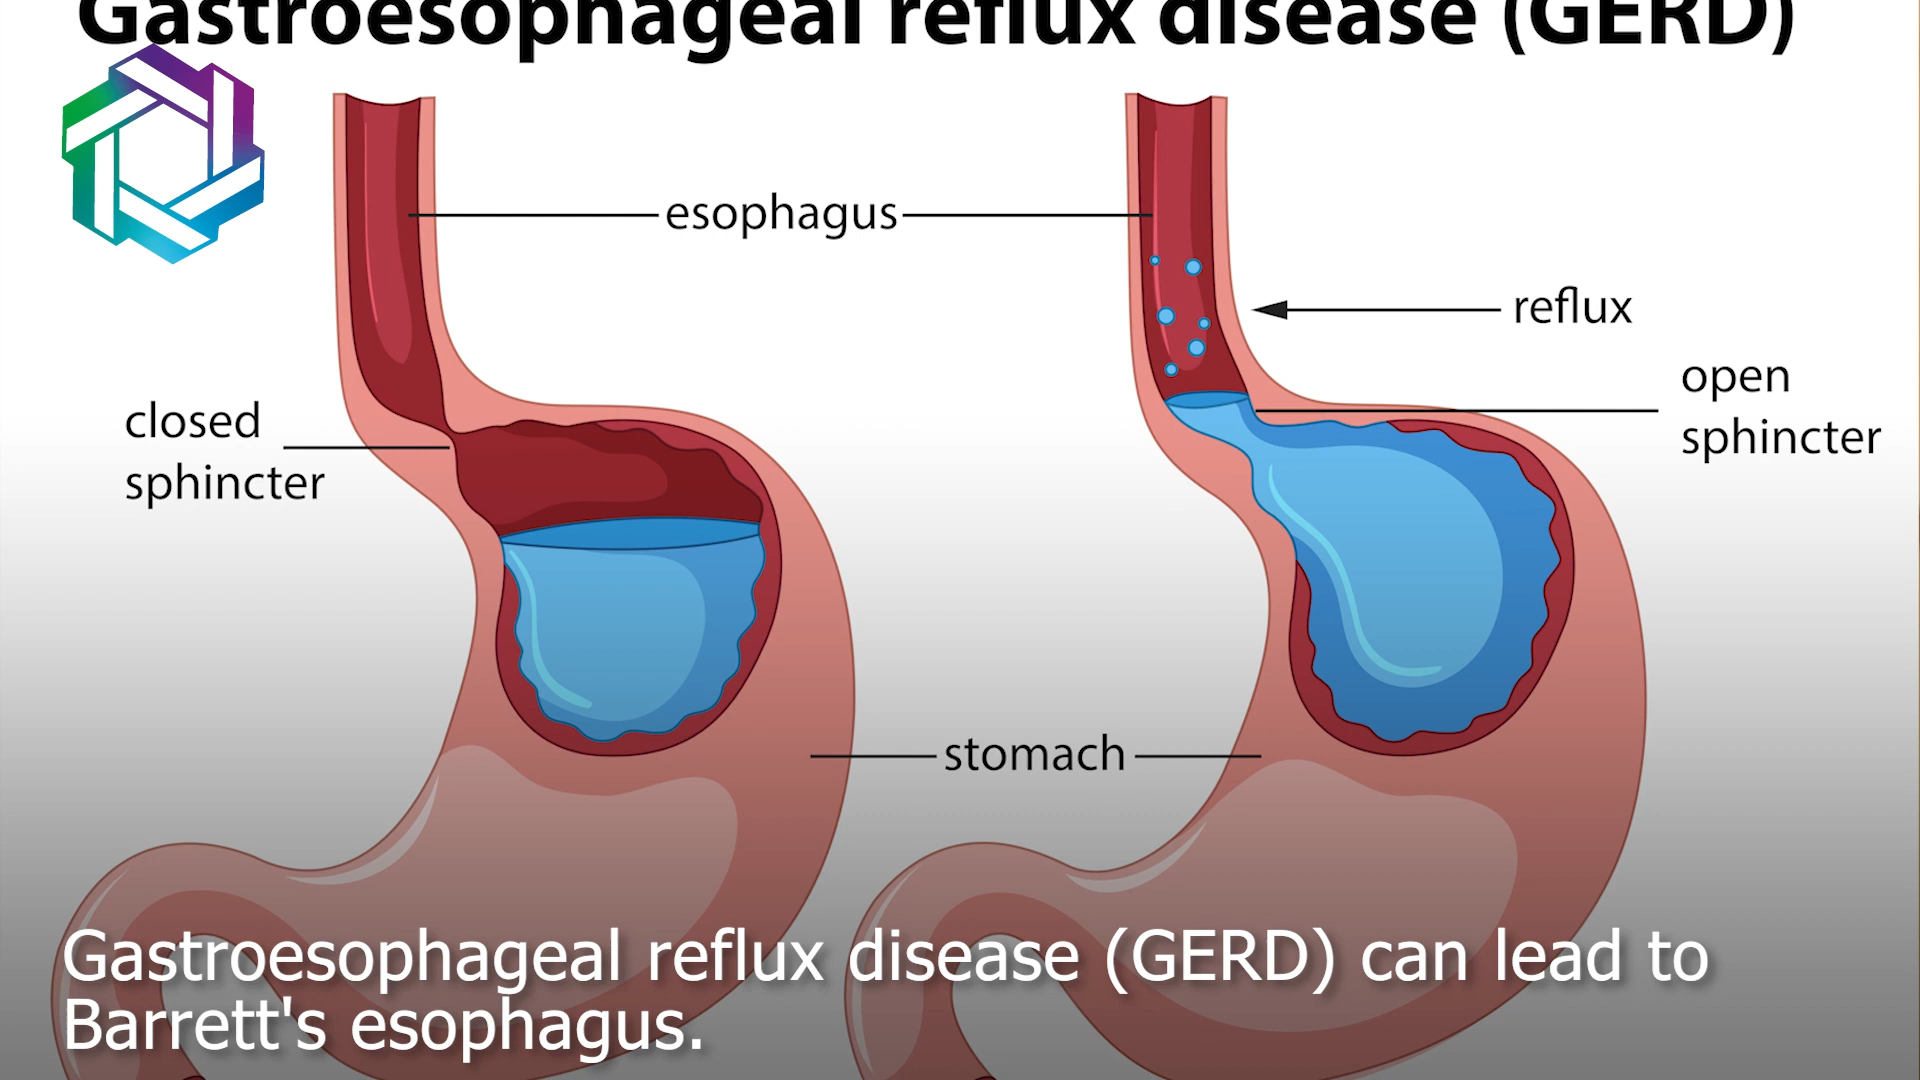 Gastroesophageal reflux disease (GERD)
esophagus
reflux
open
sphincter
closed
sphincter
stomach
Gastroesophageal reflux disease (GERD) can lead to
Barrett's esophagus.